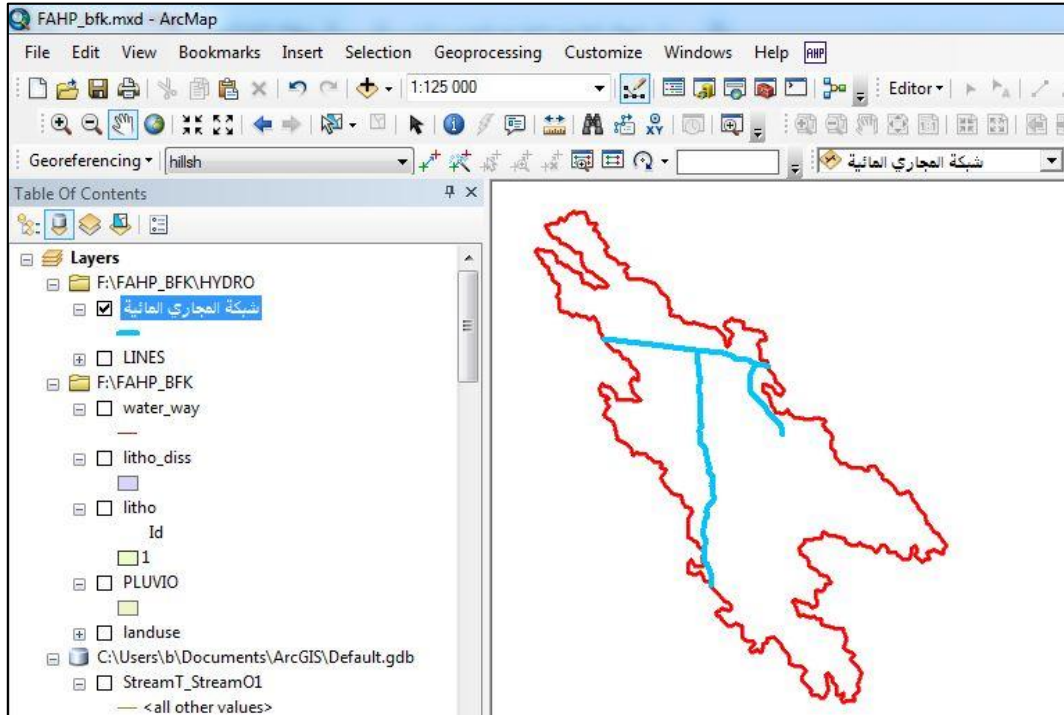 FAHP_bfk.mxd - ArcMap
File Edit View Bookmarks Insert Selection Geoprocessing Customize Windows Help AHP
1:125 000 Editor
Georeferencing hillsh شبكة المجاري المائية
Table Of Contents
Layers
F:\FAHP_BFK\HYDRO
شبكة المجاري المائية
LINES
F:\FAHP_BFK
water_way
litho_diss
litho
Id
1
PLUVIO
landuse
C:\Users\b\Documents\ArcGIS\Default.gdb
StreamT_StreamO1
<all other values>